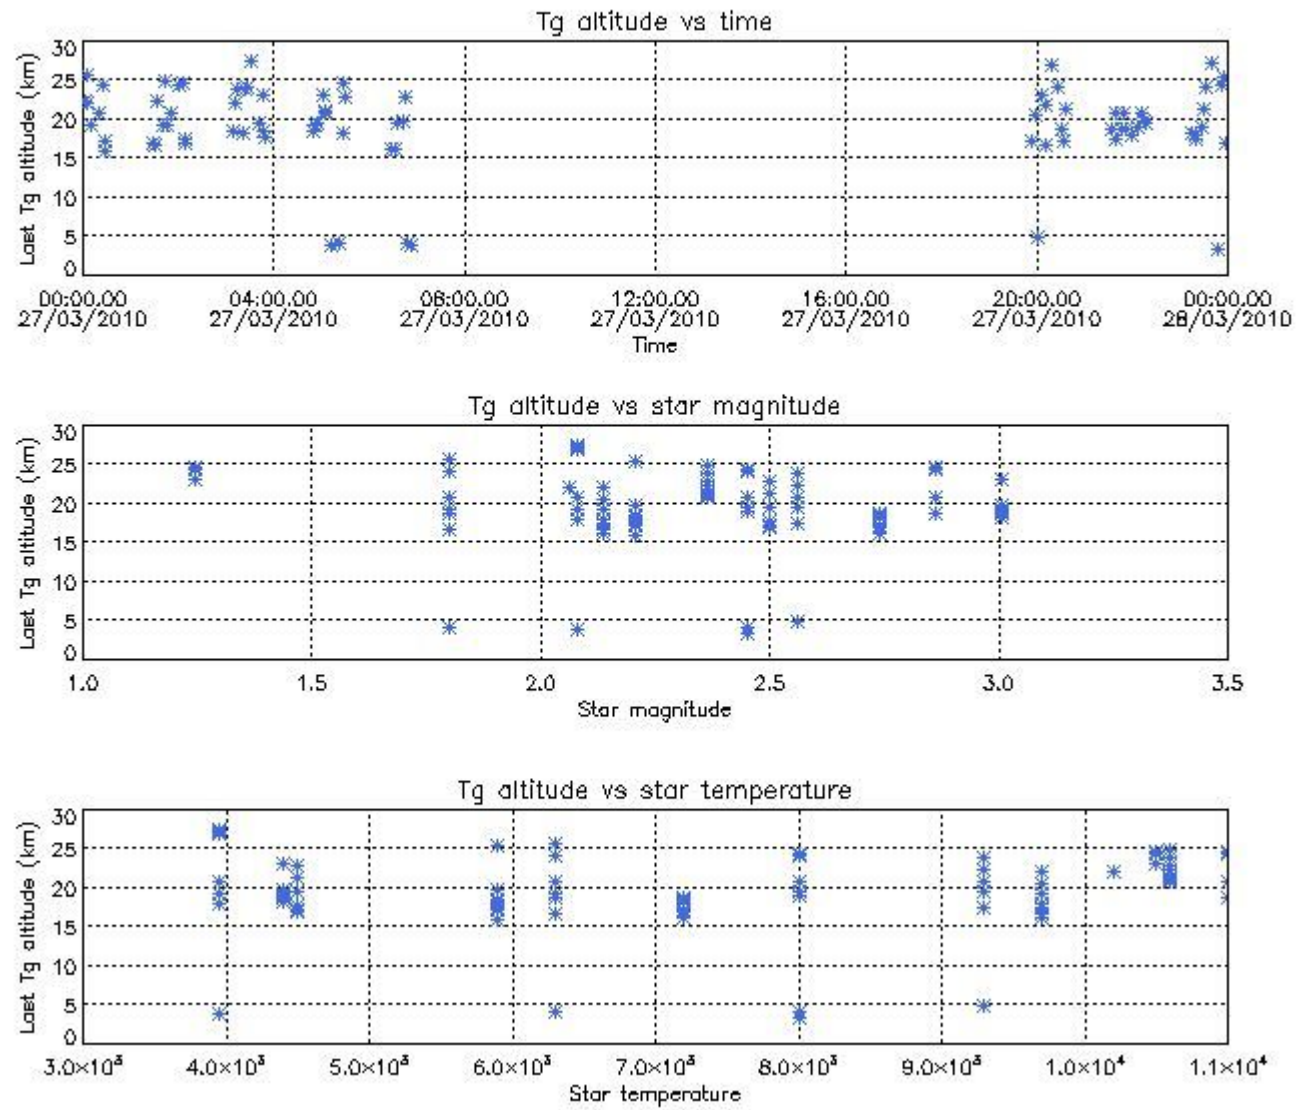 Tg altitude vs time
Last Tg altitude (km)
30
25
20
15
10
5
0
00:00.00 04:00.00 08:00.00 12:00.00 16:00.00 20:00.00 00:00.00
27/03/2010 27/03/2010 27/03/2010 27/03/2010 27/03/2010 27/03/2010 28/03/2010
Time
Tg altitude vs star magnitude
Last Tg altitude (km)
30
25
20
15
10
5
0
1.0 1.5 2.0 2.5 3.0 3.5
Star magnitude
Tg altitude vs star temperature
Last Tg altitude (km)
30
25
20
15
10
5
0
3.0×10³ 4.0×10³ 5.0×10³ 6.0×10³ 7.0×10³ 8.0×10³ 9.0×10³ 1.0×10⁴ 1.1×10⁴
Star temperature